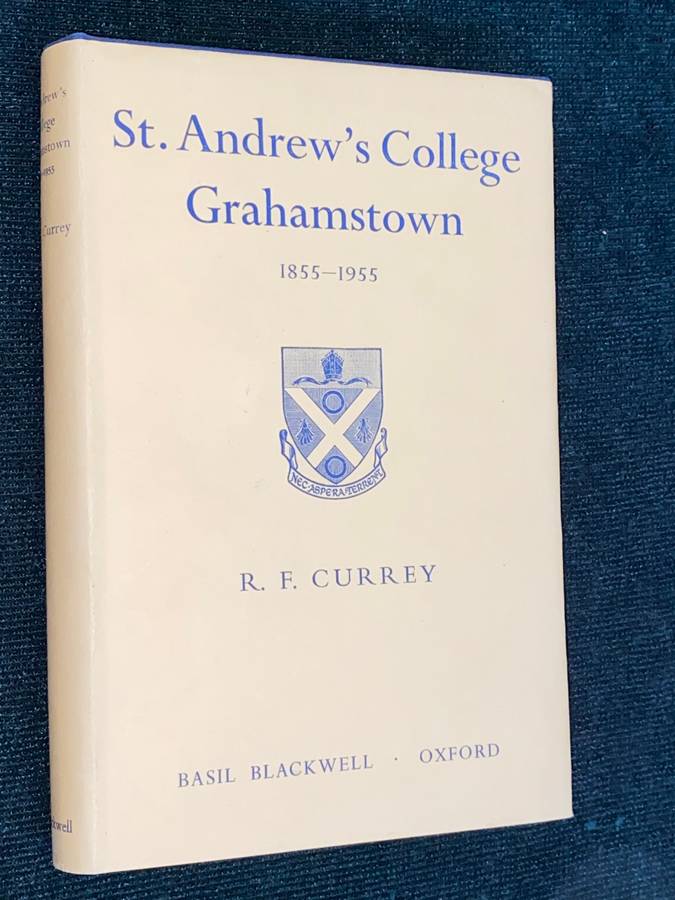 St. Andrew's College
Grahamstown
1855—1955
NEC·ASPERA·TERRENT
R. F. CURREY
BASIL BLACKWELL · OXFORD
Currey